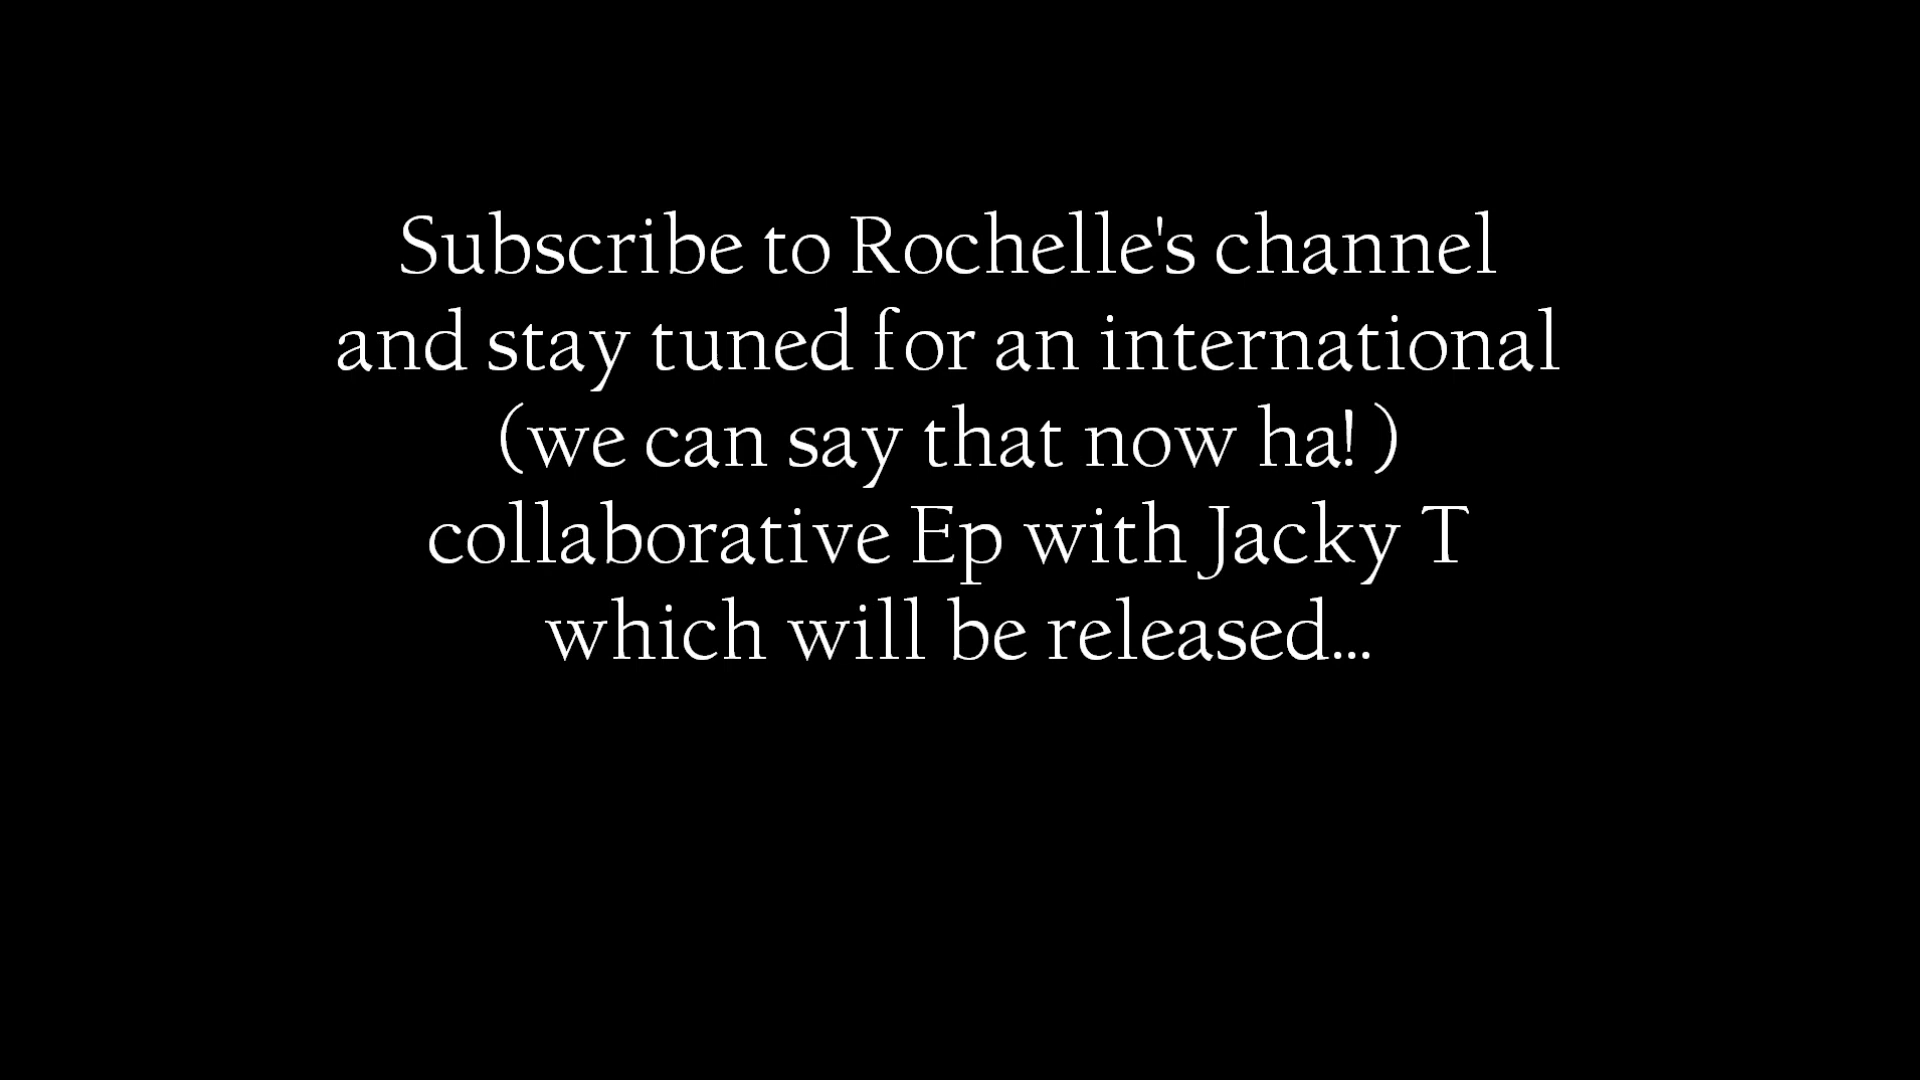 Subscribe to Rochelle's channel
and stay tuned for an international
(we can say that now ha! )
collaborative Ep with Jacky T
which will be released...